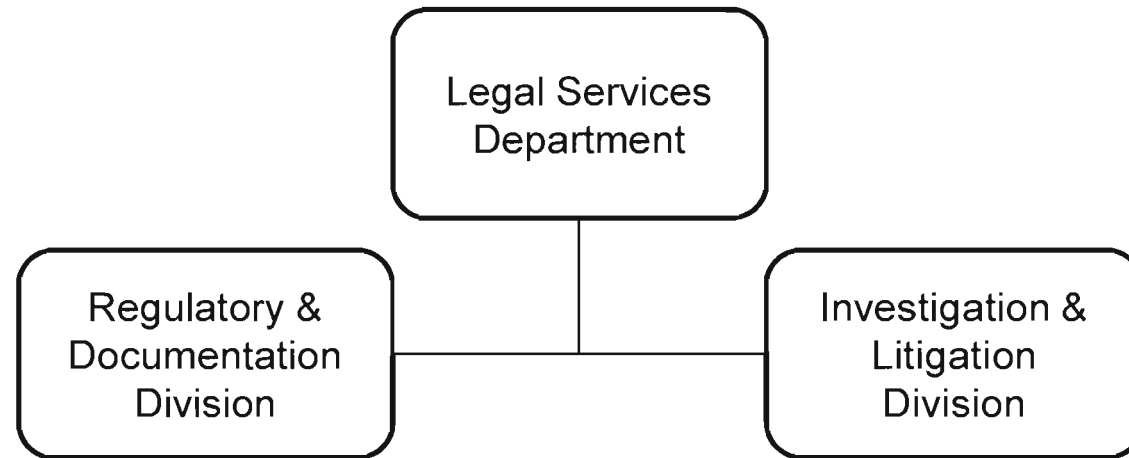 Legal Services
Department
Regulatory &
Documentation
Division
Investigation &
Litigation
Division